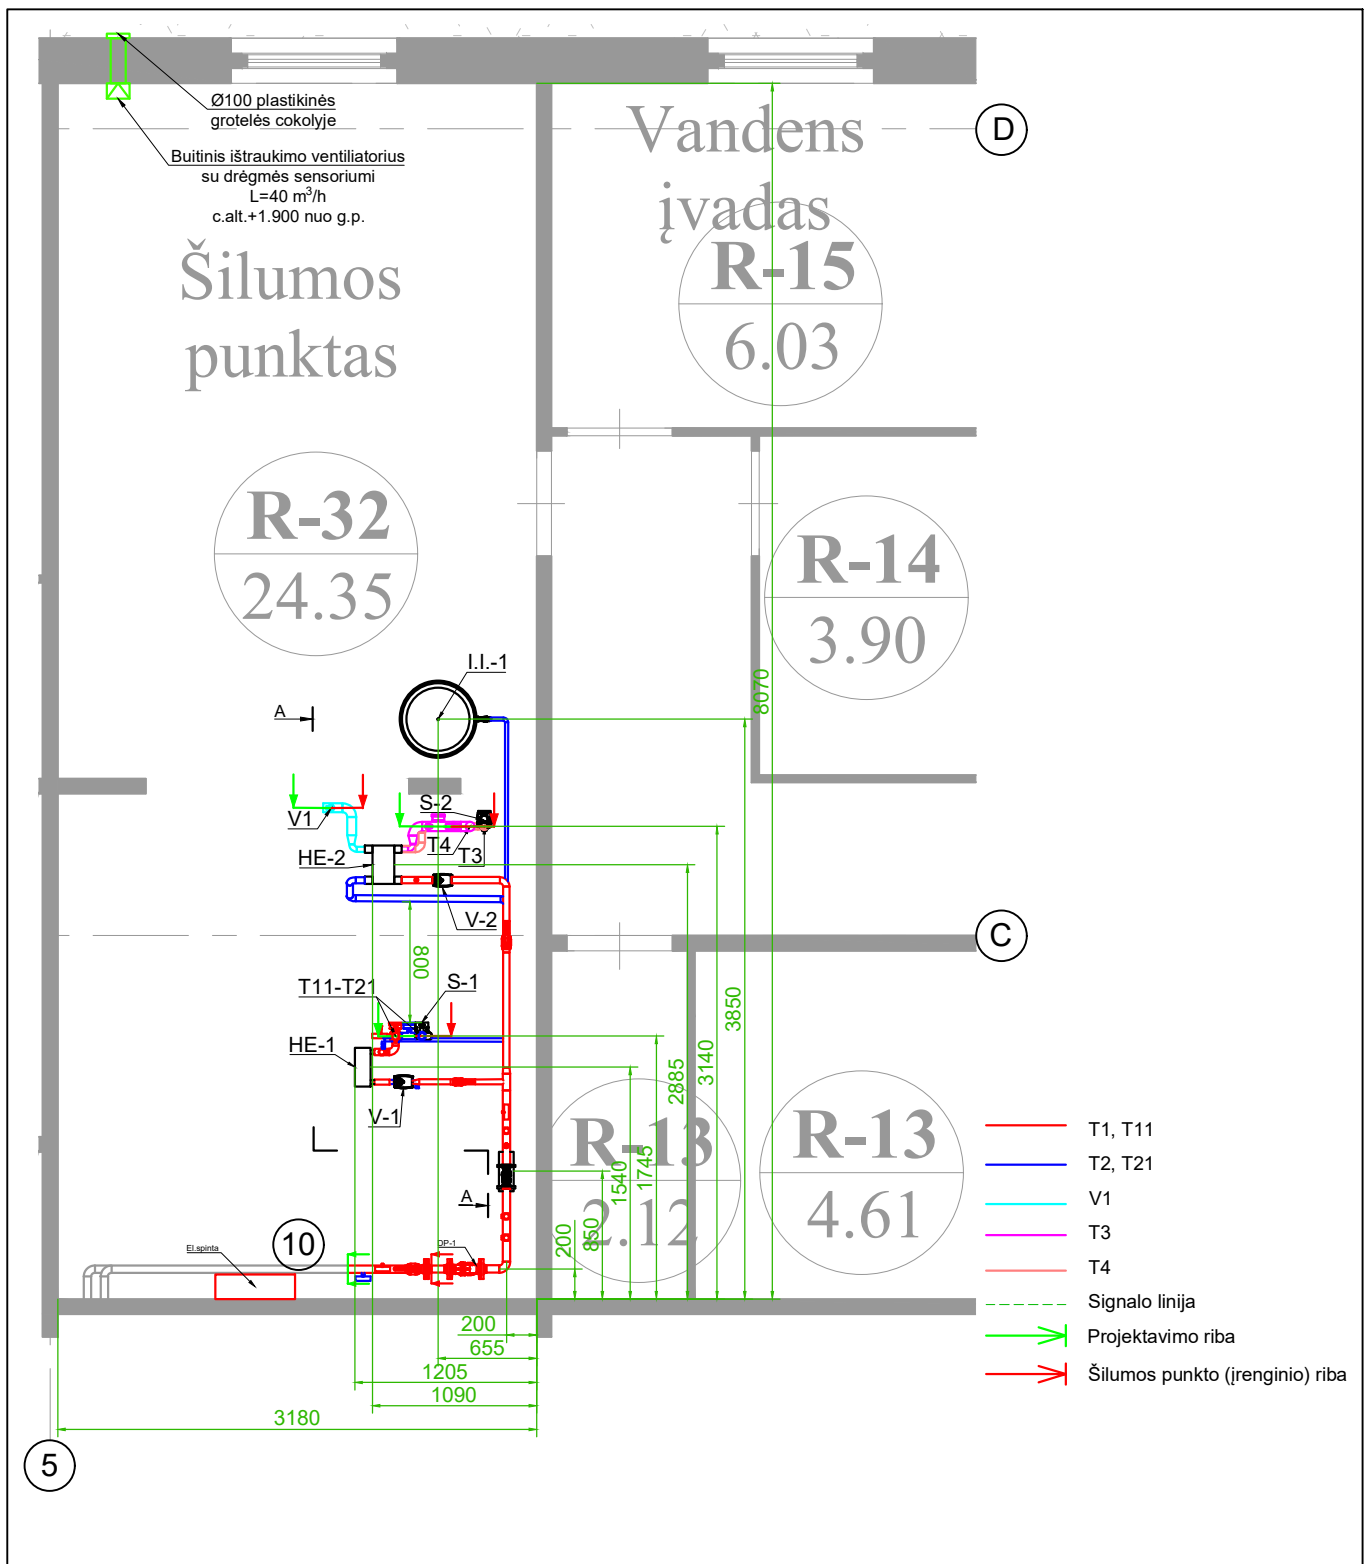 Ø100 plastikinės
grotelės cokolyje
Buitinis ištraukimo ventiliatorius
su drėgmės sensoriumi
L=40 m³/h
c.alt.+1.900 nuo g.p.
Vandens
įvadas
D
R-15
6.03
Šilumos
punktas
R-32
24.35
R-14
3.90
I.I.-1
A
8070
S-2
V1
T4
T3
HE-2
V-2
C
800
T11-T21
S-1
3850
3140
2885
HE-1
V-1
R-13
2.12
R-13
4.61
1745
1540
850
200
A
10
El.spinta
DP-1
T1, T11
T2, T21
V1
T3
T4
Signalo linija
Projektavimo riba
Šilumos punkto (įrenginio) riba
200
655
1205
1090
3180
5